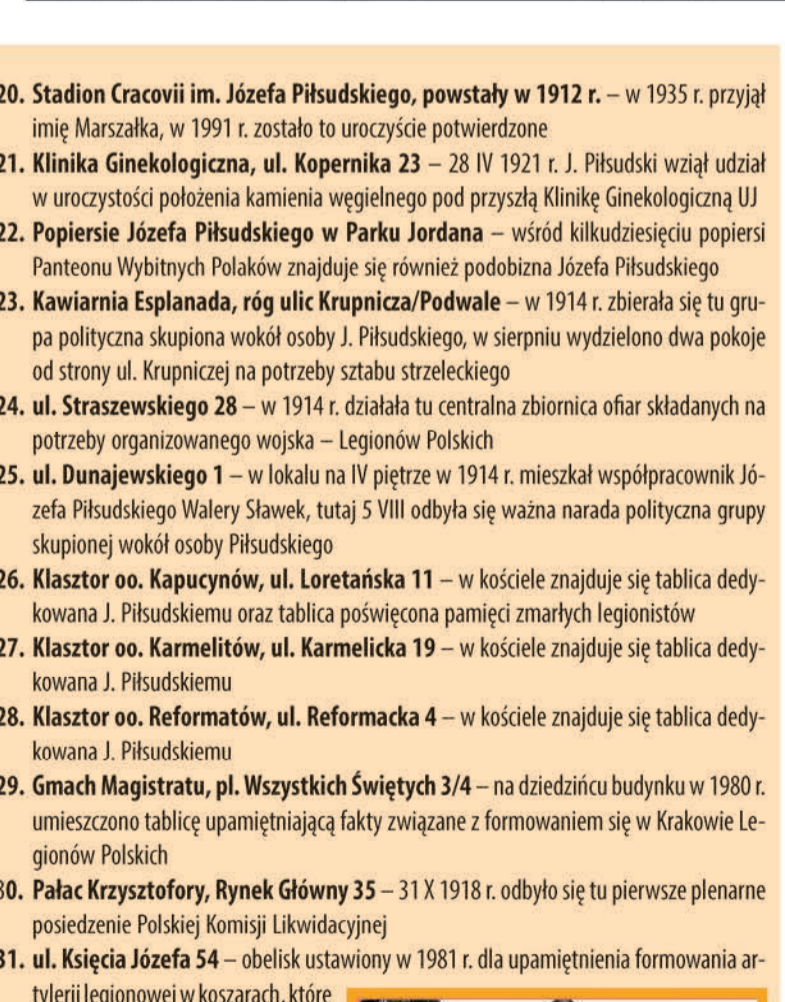 20. Stadion Cracovii im. Józefa Piłsudskiego, powstały w 1912 r. – w 1935 r. przyjął
imię Marszałka, w 1991 r. zostało to uroczyście potwierdzone
21. Klinika Ginekologiczna, ul. Kopernika 23 – 28 IV 1921 r. J. Piłsudski wziął udział
w uroczystości położenia kamienia węgielnego pod przyszłą Klinikę Ginekologiczną UJ
22. Popiersie Józefa Piłsudskiego w Parku Jordana – wśród kilkudziesięciu popiersi
Panteonu Wybitnych Polaków znajduje się również podobizna Józefa Piłsudskiego
23. Kawiarnia Esplanada, róg ulic Krupnicza/Podwale – w 1914 r. zbierała się tu gru-
pa polityczna skupiona wokół osoby J. Piłsudskiego, w sierpniu wydzielono dwa pokoje
od strony ul. Krupniczej na potrzeby sztabu strzeleckiego
24. ul. Straszewskiego 28 – w 1914 r. działała tu centralna zbiornica ofiar składanych na
potrzeby organizowanego wojska – Legionów Polskich
25. ul. Dunajewskiego 1 – w lokalu na IV piętrze w 1914 r. mieszkał współpracownik Jó-
zefa Piłsudskiego Walery Sławek, tutaj 5 VIII odbyła się ważna narada polityczna grupy
skupionej wokół osoby Piłsudskiego
26. Klasztor oo. Kapucynów, ul. Loretańska 11 – w kościele znajduje się tablica dedy-
kowana J. Piłsudskiemu oraz tablica poświęcona pamięci zmarłych legionistów
27. Klasztor oo. Karmelitów, ul. Karmelicka 19 – w kościele znajduje się tablica dedy-
kowana J. Piłsudskiemu
28. Klasztor oo. Reformatów, ul. Reformacka 4 – w kościele znajduje się tablica dedy-
kowana J. Piłsudskiemu
29. Gmach Magistratu, pl. Wszystkich Świętych 3/4 – na dziedzińcu budynku w 1980 r.
umieszczono tablicę upamiętniającą fakty związane z formowaniem się w Krakowie Le-
gionów Polskich
30. Pałac Krzysztofory, Rynek Główny 35 – 31 X 1918 r. odbyło się tu pierwsze plenarne
posiedzenie Polskiej Komisji Likwidacyjnej
31. ul. Księcia Józefa 54 – obelisk ustawiony w 1981 r. dla upamiętnienia formowania ar-
tylerii legionowej w koszarach, które